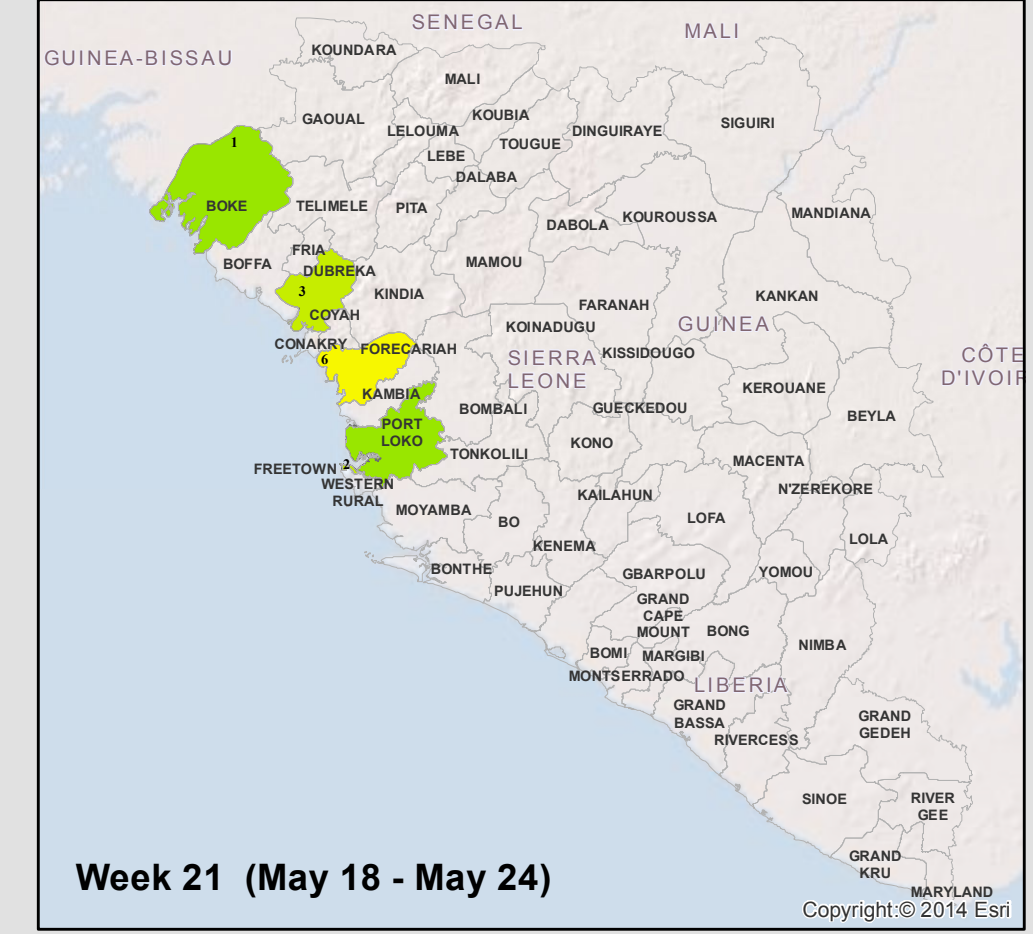 SENEGAL
MALI
GUINEA-BISSAU
KOUNDARA
MALI
GAOUAL
KOUBIA
LELOUMA
TOUGUE
DINGUIRAYE
SIGUIRI
1
LEBE
DALABA
BOKE
TELIMELE
PITA
DABOLA
KOUROUSSA
MANDIANA
FRIA
BOFFA
DUBREKA
MAMOU
3
KINDIA
COYAH
FARANAH
KANKAN
KOINADUGU
GUINEA
CONAKRY
FORECARIAH
6
SIERRA
LEONE
KISSIDOUGO
CÔTE
D'IVOIR
KAMBIA
KEROUANE
BOMBALI
GUECKEDOU
BEYLA
PORT
LOKO
KONO
TONKOLILI
MACENTA
FREETOWN
2
WESTERN
RURAL
N'ZEREKORE
KAILAHUN
MOYAMBA
BO
LOFA
LOLA
KENEMA
BONTHE
GBARPOLU
YOMOU
PUJEHUN
GRAND
CAPE
MOUNT
BONG
NIMBA
BOMI
MARGIBI
MONTSERRADO
LIBERIA
GRAND
BASSA
GRAND
GEDEH
RIVERCESS
SINOE
RIVER
GEE
GRAND
KRU
MARYLAND
Week 21 (May 18 - May 24)
Copyright:© 2014 Esri